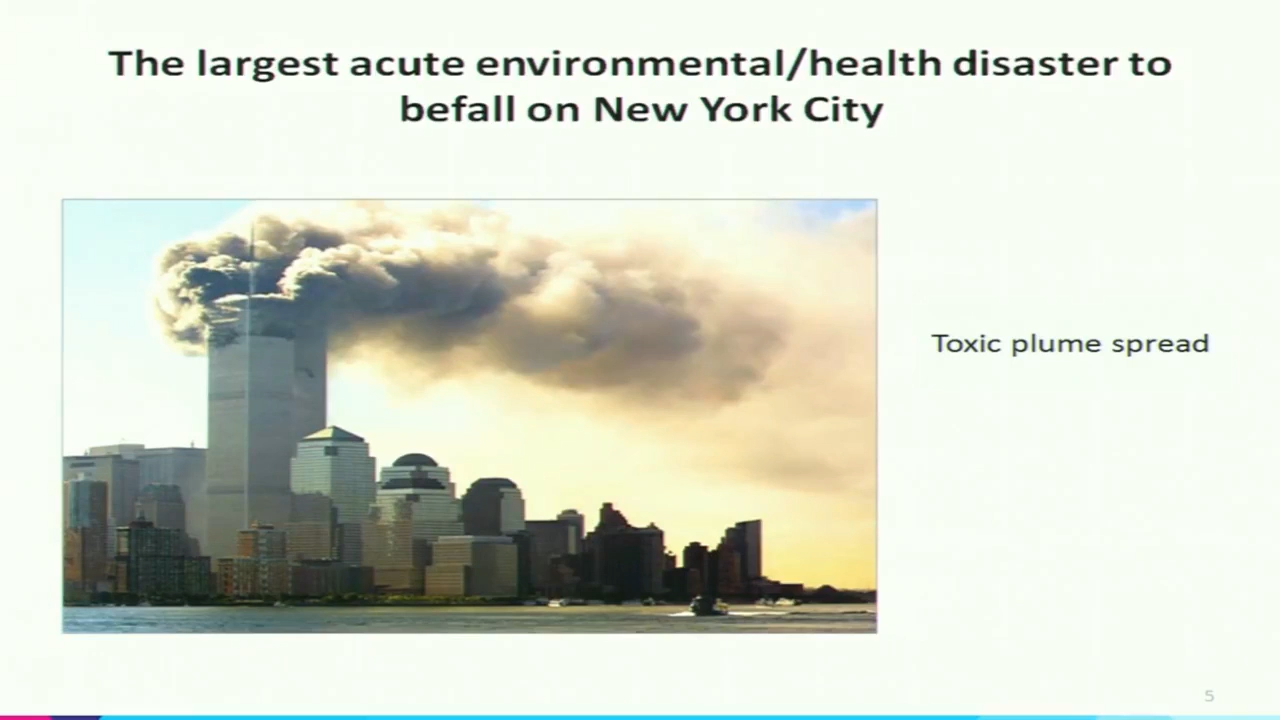 The largest acute environmental/health disaster to
befall on New York City
Toxic plume spread
5